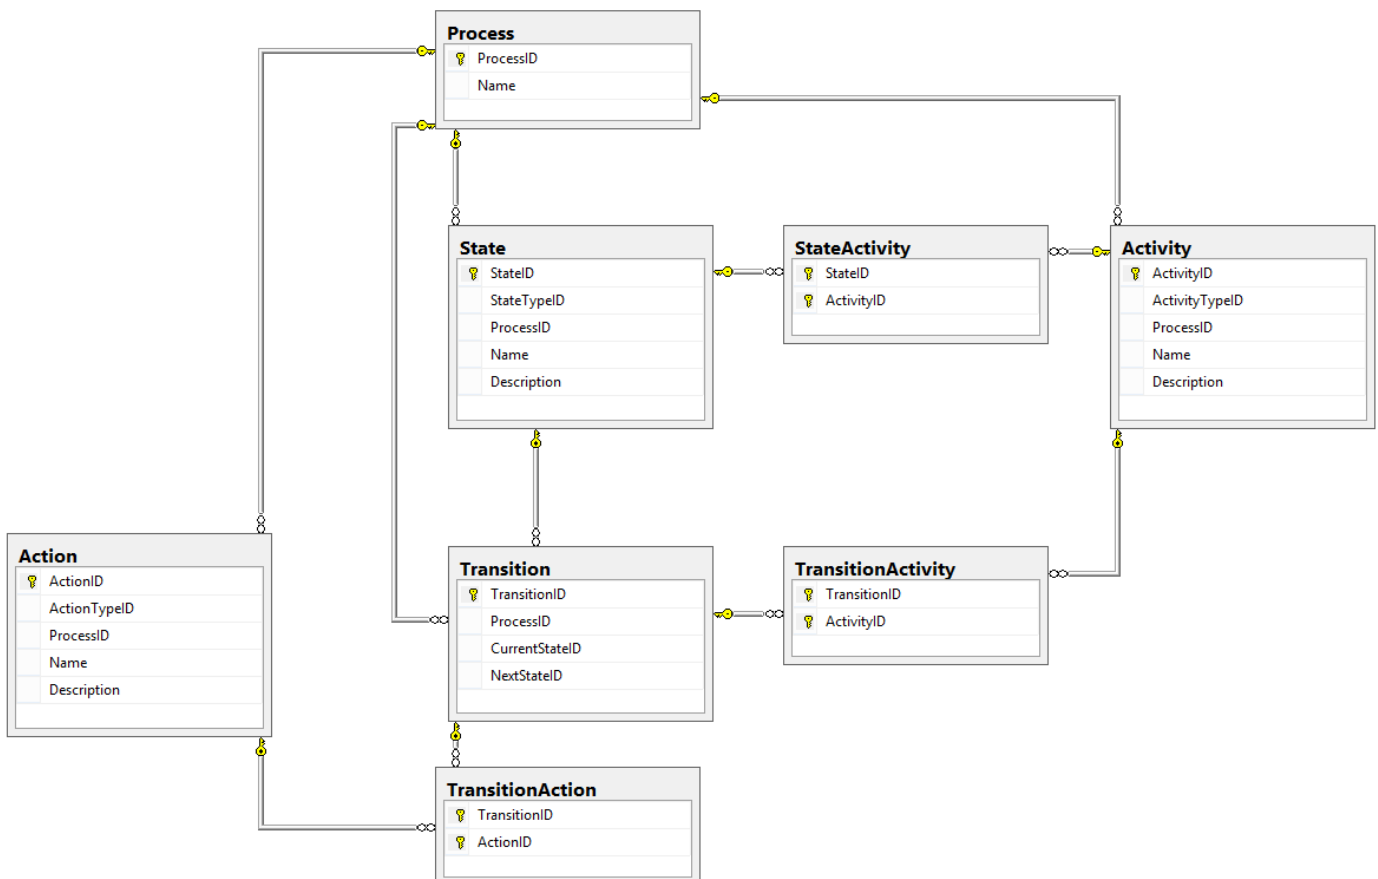 Process
ProcessID
Name
State
StateID
StateTypeID
ProcessID
Name
Description
StateActivity
StateID
ActivityID
Activity
ActivityID
ActivityTypeID
ProcessID
Name
Description
Action
ActionID
ActionTypeID
ProcessID
Name
Description
Transition
TransitionID
ProcessID
CurrentStateID
NextStateID
TransitionActivity
TransitionID
ActivityID
TransitionAction
TransitionID
ActionID